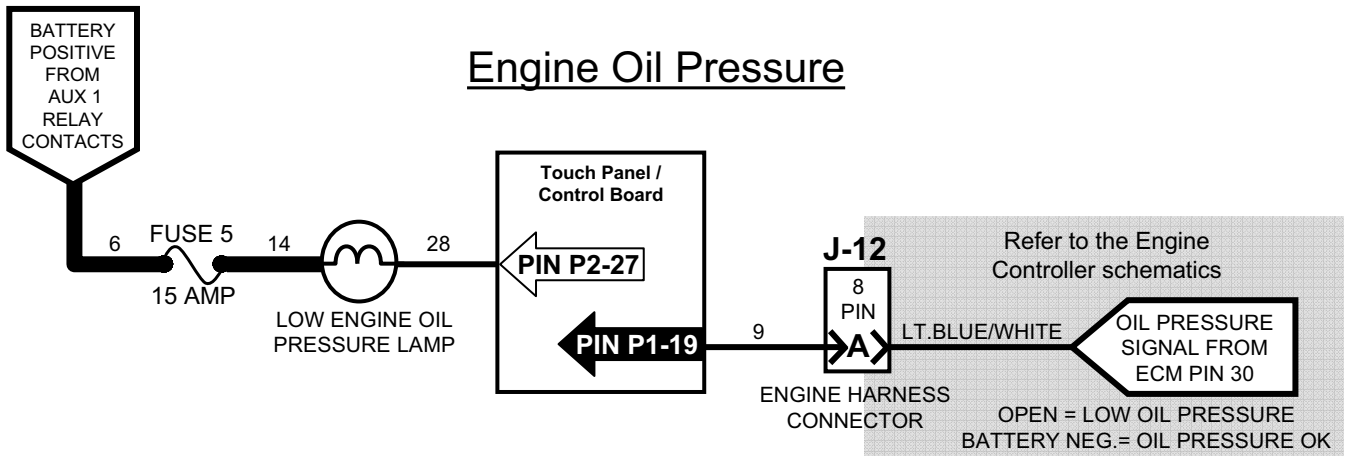 BATTERY
POSITIVE
FROM
AUX 1
RELAY
CONTACTS
Engine Oil Pressure
6
FUSE 5
15 AMP
14
LOW ENGINE OIL
PRESSURE LAMP
28
Touch Panel /
Control Board
PIN P2-27
PIN P1-19
9
J-12
8
PIN
A
ENGINE HARNESS
CONNECTOR
Refer to the Engine
Controller schematics
LT.BLUE/WHITE
OIL PRESSURE
SIGNAL FROM
ECM PIN 30
OPEN = LOW OIL PRESSURE
BATTERY NEG.= OIL PRESSURE OK